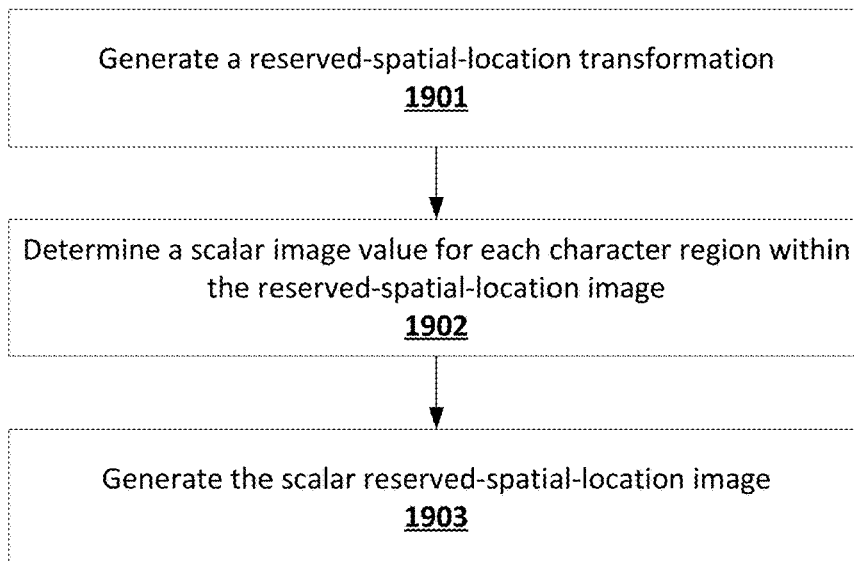 Generate a reserved-spatial-location transformation
1901
Determine a scalar image value for each character region within
the reserved-spatial-location image
1902
Generate the scalar reserved-spatial-location image
1903